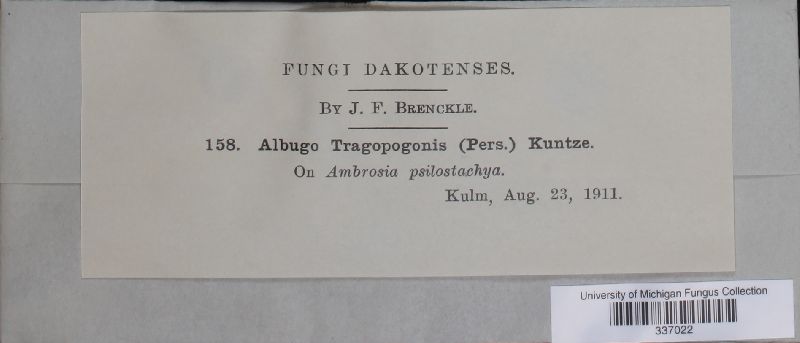 FUNGI DAKOTENSES.
By J. F. Brenckle.
158. Albugo Tragopogonis (Pers.) Kuntze.
On Ambrosia psilostachya.
Kulm, Aug. 23, 1911.
University of Michigan Fungus Collection
337022